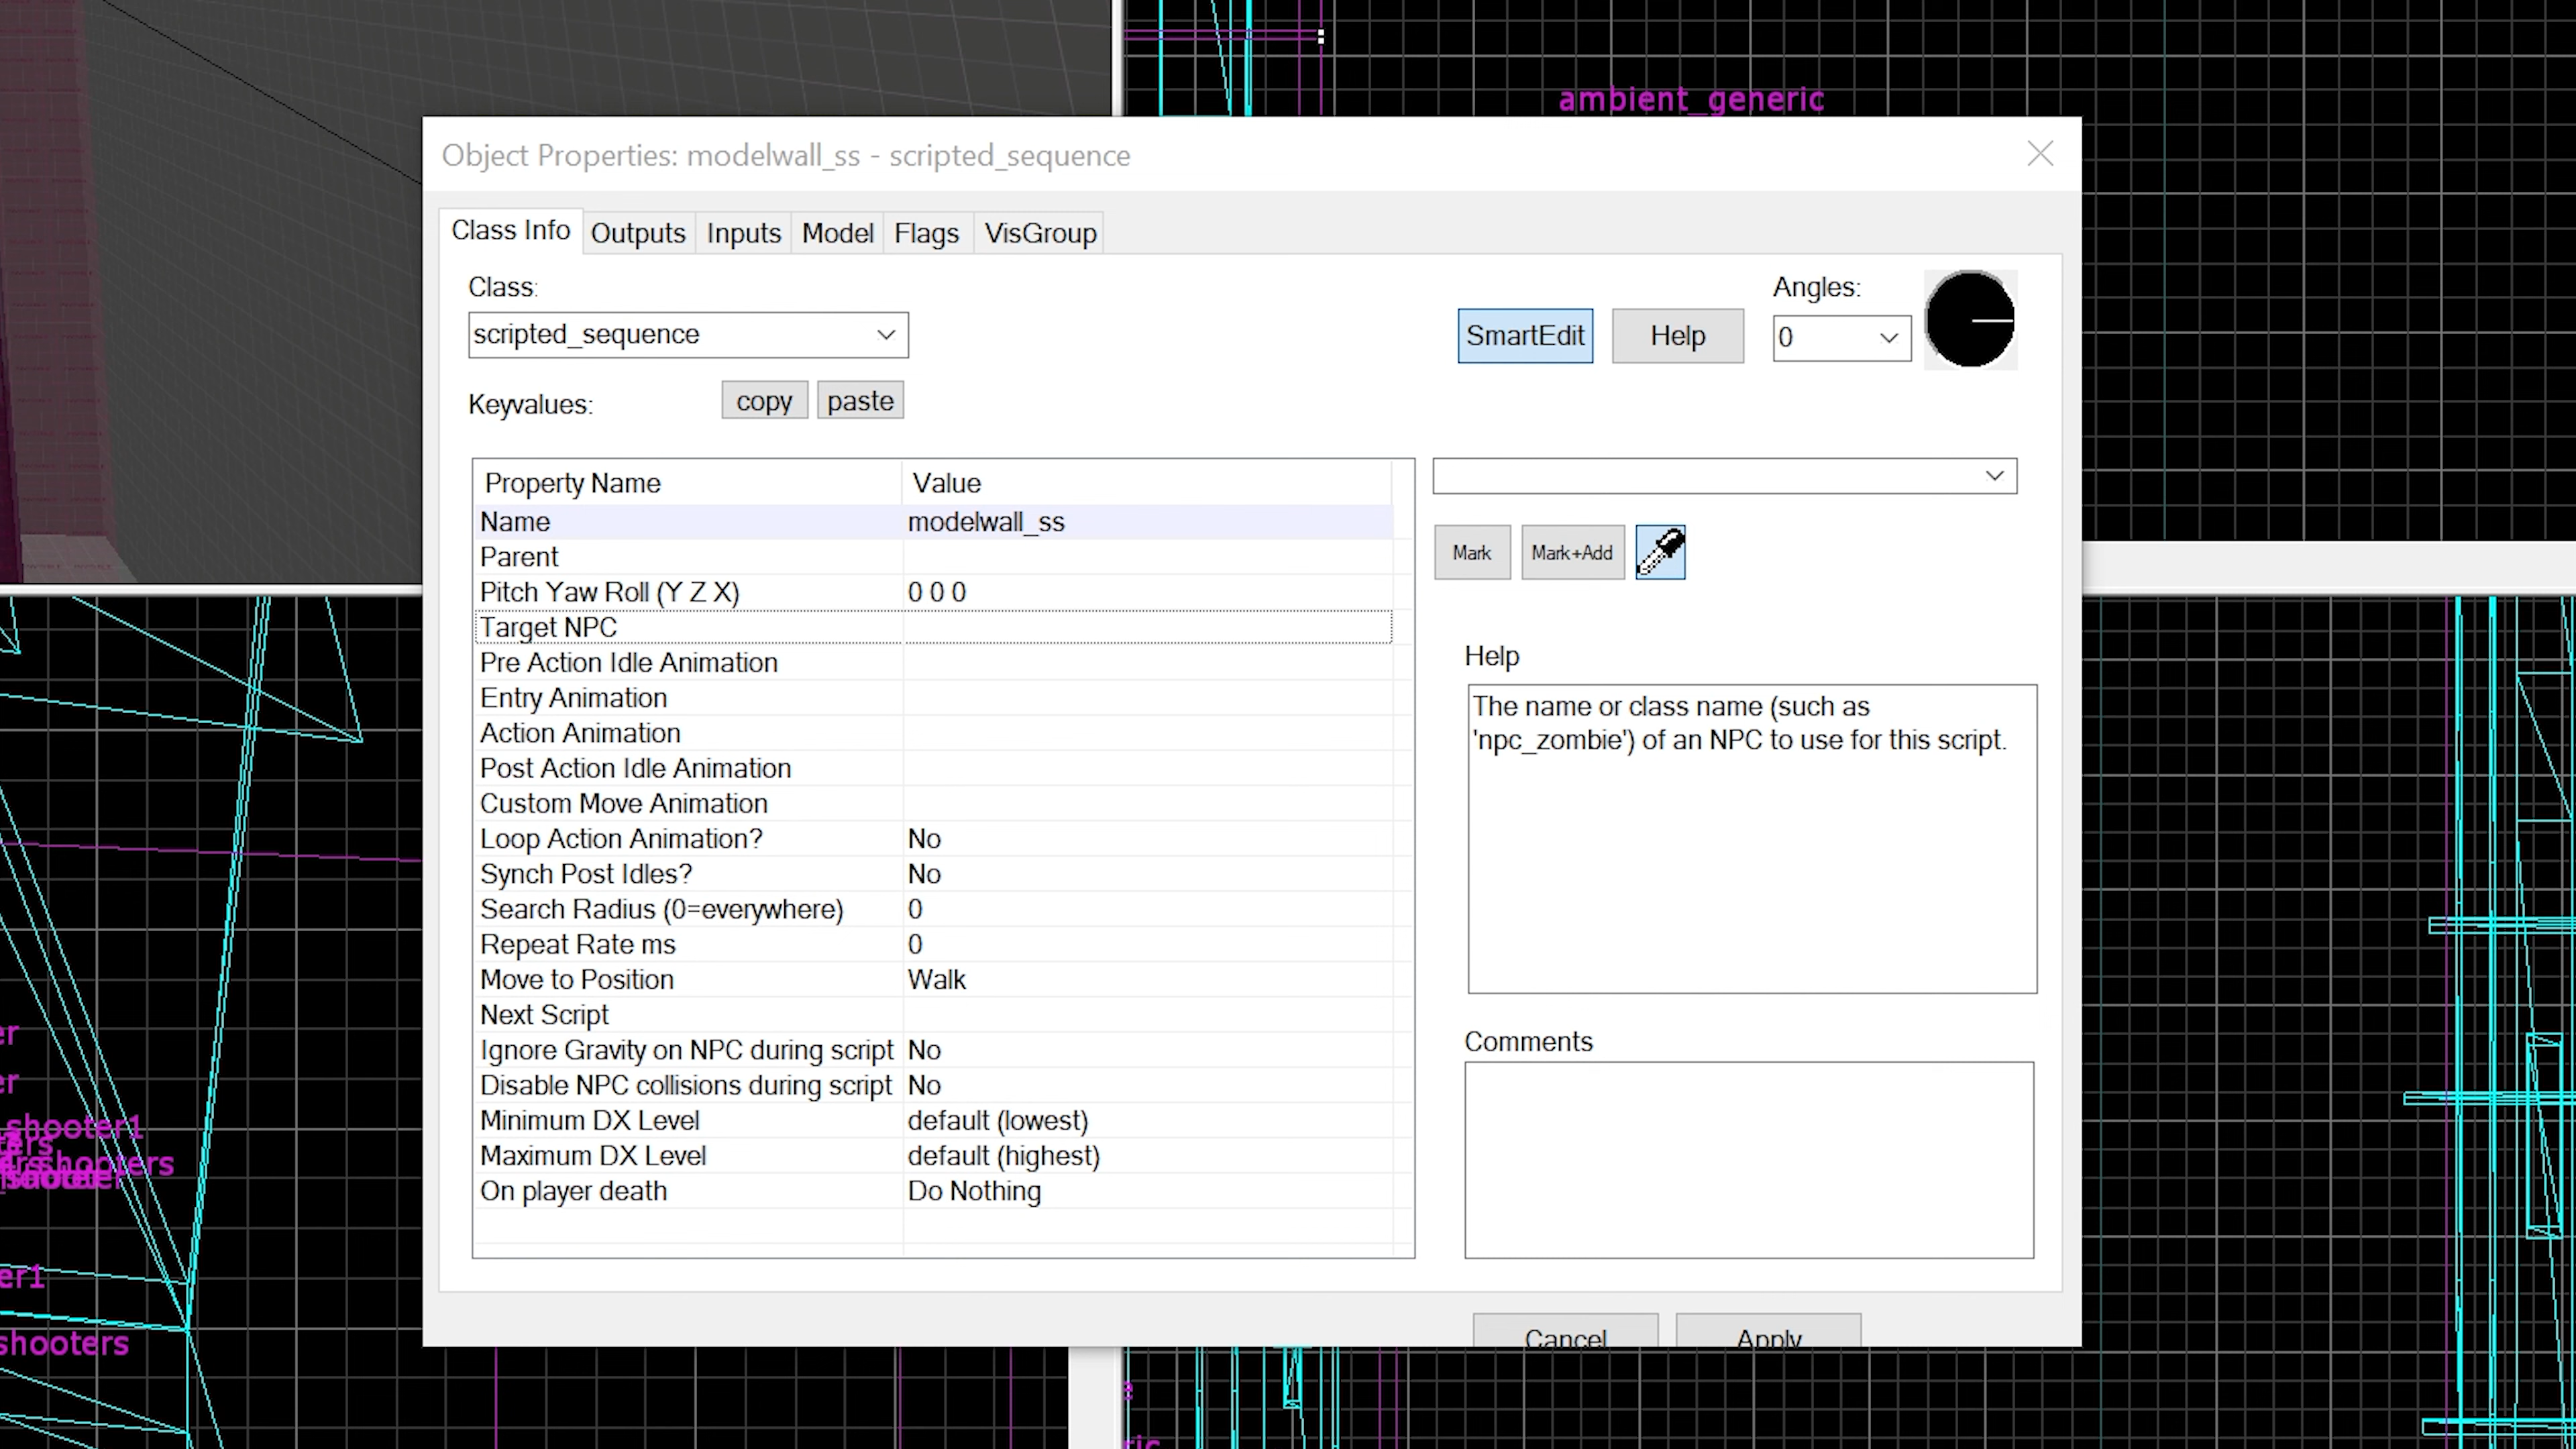 ambient_generic
Object Properties: modelwall_ss - scripted_sequence
Class Info Outputs Inputs Model Flags VisGroup
Class:
Angles:
scripted_sequence
SmartEdit Help 0
Keyvalues: copy paste
Property Name Value
Name modelwall_ss
Parent
Mark Mark+Add
Pitch Yaw Roll (Y Z X) 0 0 0
Target NPC
Pre Action Idle Animation
Entry Animation
Action Animation
Post Action Idle Animation
Custom Move Animation
Loop Action Animation? No
Synch Post Idles? No
Search Radius (0=everywhere) 0
Repeat Rate ms 0
Move to Position Walk
Next Script
Ignore Gravity on NPC during script No
Disable NPC collisions during script No
Minimum DX Level default (lowest)
Maximum DX Level default (highest)
On player death Do Nothing
Help
The name or class name (such as
'npc_zombie') of an NPC to use for this script.
Comments
Cancel Apply
er
er
shooter1
shooters
er1
shooters